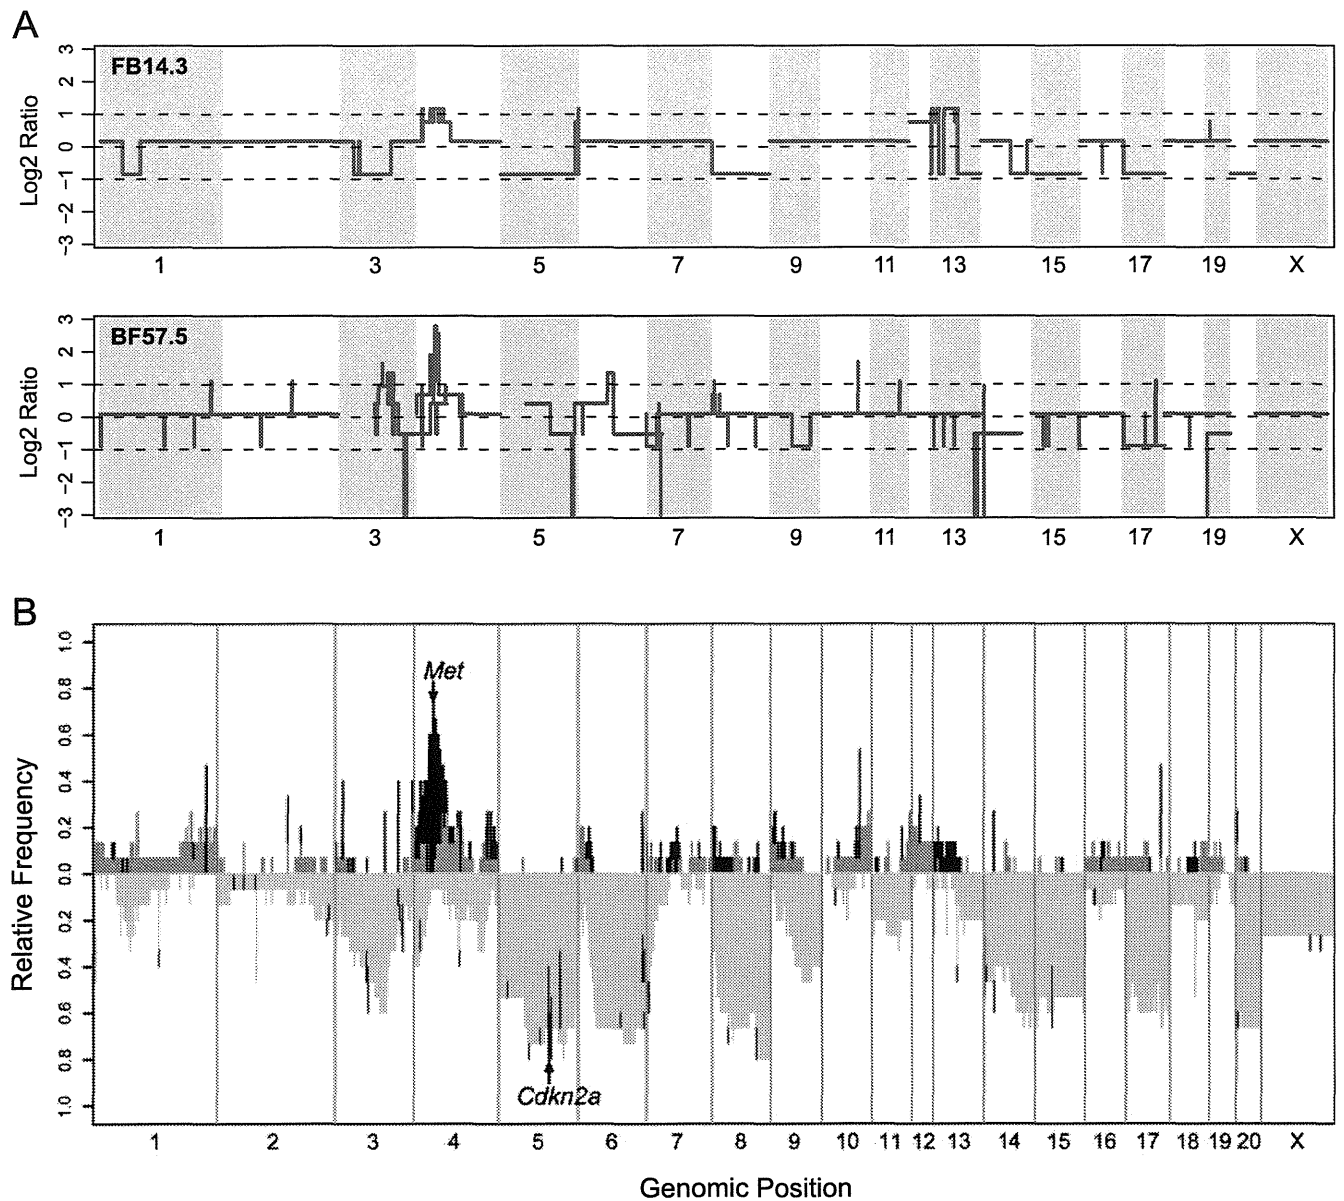 A
FB14.3
Log2 Ratio
3
2
1
0
−1
−2
−3
1 3 5 7 9 11 13 15 17 19 X
BF57.5
Log2 Ratio
3
2
1
0
−1
−2
−3
1 3 5 7 9 11 13 15 17 19 X
B
Relative Frequency
1.0
0.8
0.6
0.4
0.2
0.0
0.2
0.4
0.6
0.8
1.0
Met
Cdkn2a
1 2 3 4 5 6 7 8 9 10 11 12 13 14 15 16 17 18 19 20 X
Genomic Position